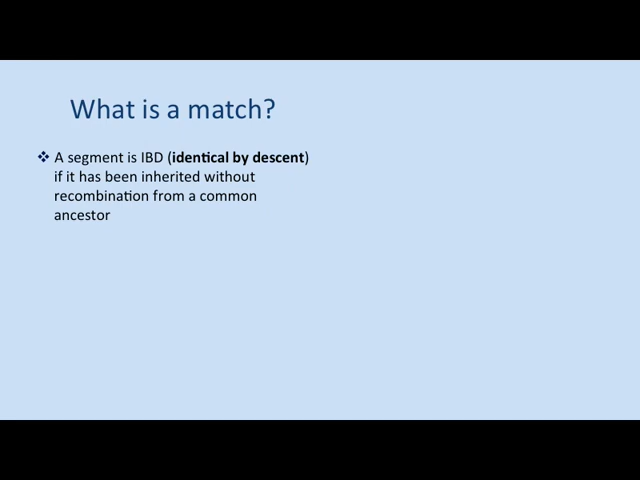 What is a match?
❖ A segment is IBD (identical by descent)
if it has been inherited without
recombination from a common
ancestor